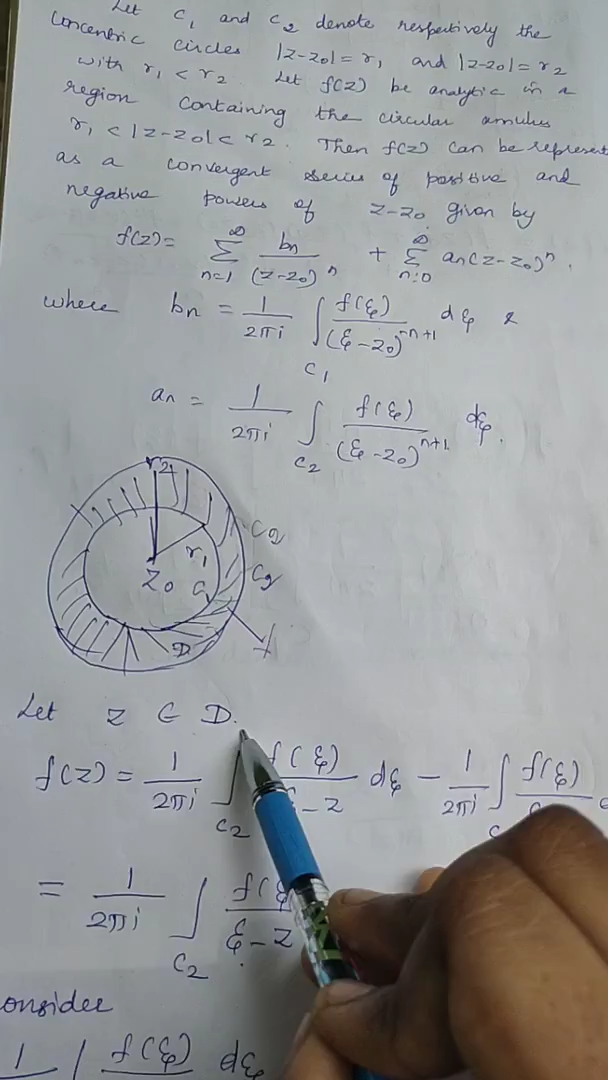 Let C₁ and C₂ denote respectively the
concentric circles |z-z₀| = r₁ and |z-z₀| = r₂
with r₁ < r₂. Let f(z) be analytic in a
region containing the circular annulus
r₁ < |z-z₀| < r₂. Then f(z) can be represent
as a convergent series of positive and
negative powers of z-z₀ given by
f(z) = ∞ Σ n=1 bn/(z-z₀)ⁿ + ∞ Σ n=0 an(z-z₀)ⁿ.
where bn = 1/2πi ∫C₁ f(ξ)/(ξ-z₀)⁻ⁿ⁺¹ dξ &
an = 1/2πi ∫C₂ f(ξ)/(ξ-z₀)ⁿ⁺¹ dξ.
r₂
C₂
r₁
z₀ C₁ C₂
D
Let z ∈ D.
f(z) = 1/2πi ∫C₂ f(ξ)/ξ-z dξ - 1/2πi ∫ f(ξ)
= 1/2πi ∫C₂ f(ξ/ξ-z
onsider
1 ∫ f(ξ) dξ